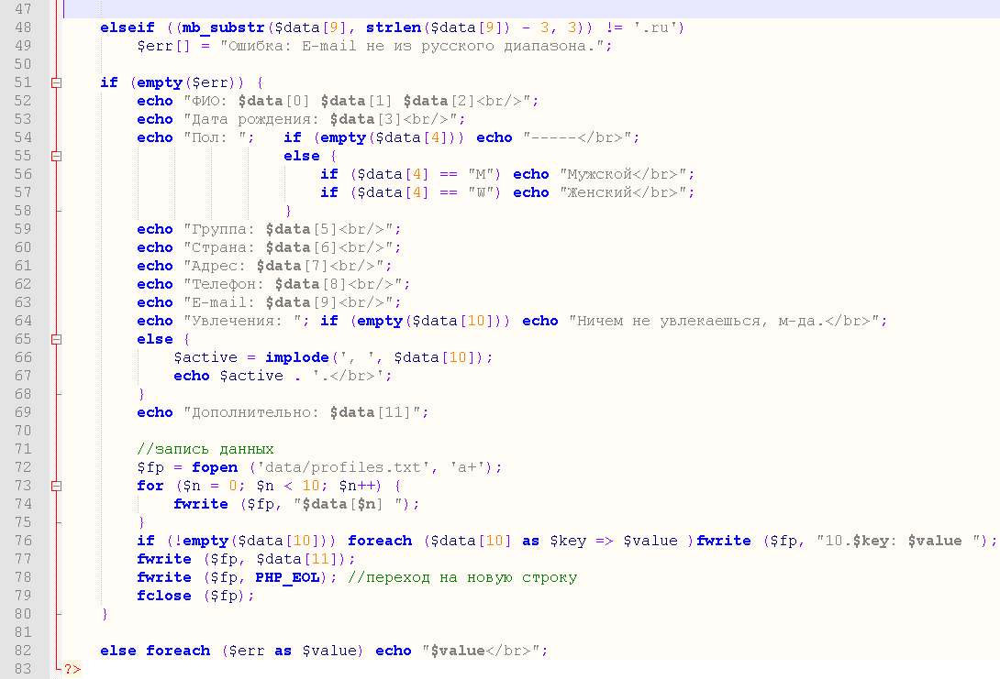 47
48 elseif ((mb_substr($data[9], strlen($data[9]) - 3, 3)) != '.ru')
49 $err[] = "Ошибка: E-mail не из русского диапазона.";
50
51 if (empty($err)) {
52 echo "ФИО: $data[0] $data[1] $data[2]<br/>";
53 echo "Дата рождения: $data[3]<br/>";
54 echo "Пол: "; if (empty($data[4])) echo "-----</br>";
55 else {
56 if ($data[4] == "M") echo "Мужской</br>";
57 if ($data[4] == "W") echo "Женский</br>";
58 }
59 echo "Группа: $data[5]<br/>";
60 echo "Страна: $data[6]<br/>";
61 echo "Адрес: $data[7]<br/>";
62 echo "Телефон: $data[8]<br/>";
63 echo "E-mail: $data[9]<br/>";
64 echo "Увлечения: "; if (empty($data[10])) echo "Ничем не увлекаешься, м-да.</br>";
65 else {
66 $active = implode(', ', $data[10]);
67 echo $active . '.</br>';
68 }
69 echo "Дополнительно: $data[11]";
70
71 //запись данных
72 $fp = fopen ('data/profiles.txt', 'a+');
73 for ($n = 0; $n < 10; $n++) {
74 fwrite ($fp, "$data[$n] ");
75 }
76 if (!empty($data[10])) foreach ($data[10] as $key => $value )fwrite ($fp, "10.$key: $value ");
77 fwrite ($fp, $data[11]);
78 fwrite ($fp, PHP_EOL); //переход на новую строку
79 fclose ($fp);
80 }
81
82 else foreach ($err as $value) echo "$value</br>";
83 ?>